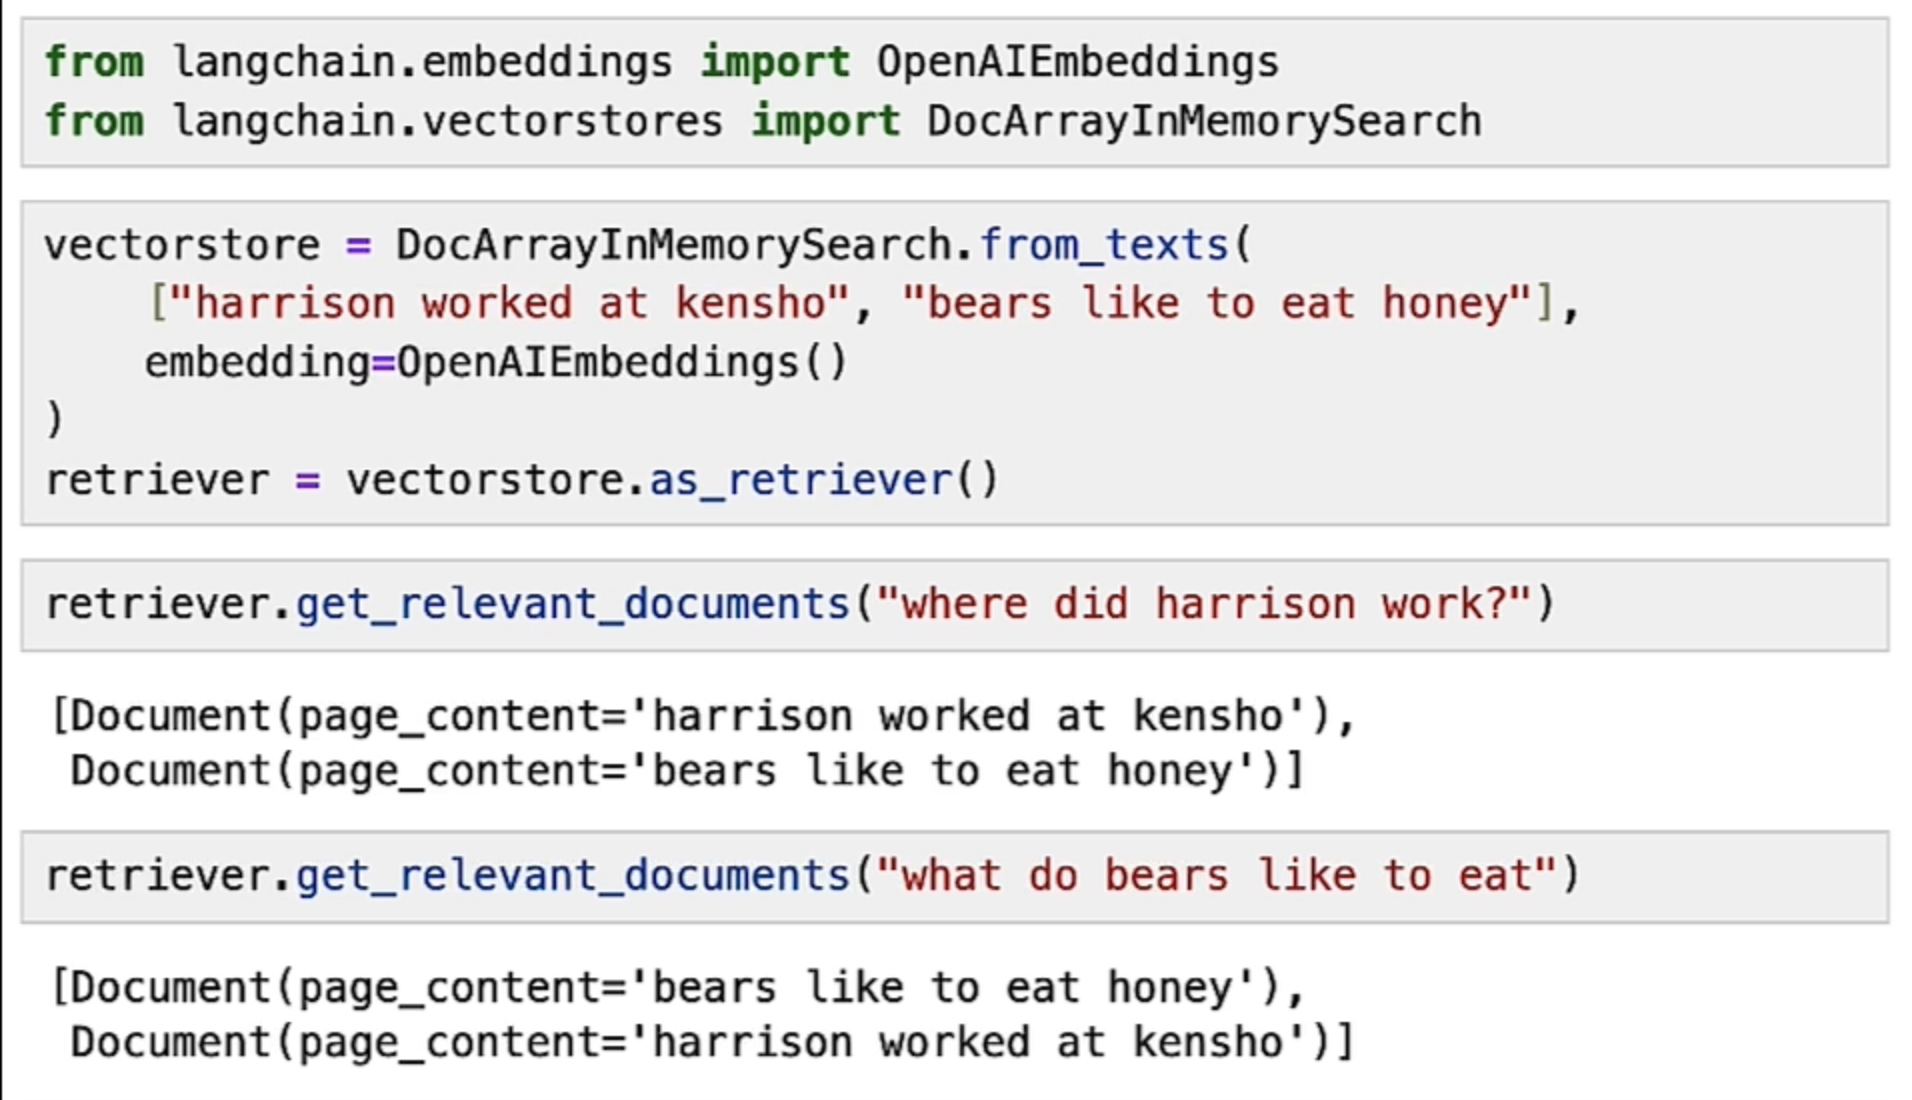 from langchain.embeddings import OpenAIEmbeddings
from langchain.vectorstores import DocArrayInMemorySearch
vectorstore = DocArrayInMemorySearch.from_texts(
    ["harrison worked at kensho", "bears like to eat honey"],
    embedding=OpenAIEmbeddings()
)
retriever = vectorstore.as_retriever()
retriever.get_relevant_documents("where did harrison work?")
[Document(page_content='harrison worked at kensho'),
 Document(page_content='bears like to eat honey')]
retriever.get_relevant_documents("what do bears like to eat")
[Document(page_content='bears like to eat honey'),
 Document(page_content='harrison worked at kensho')]